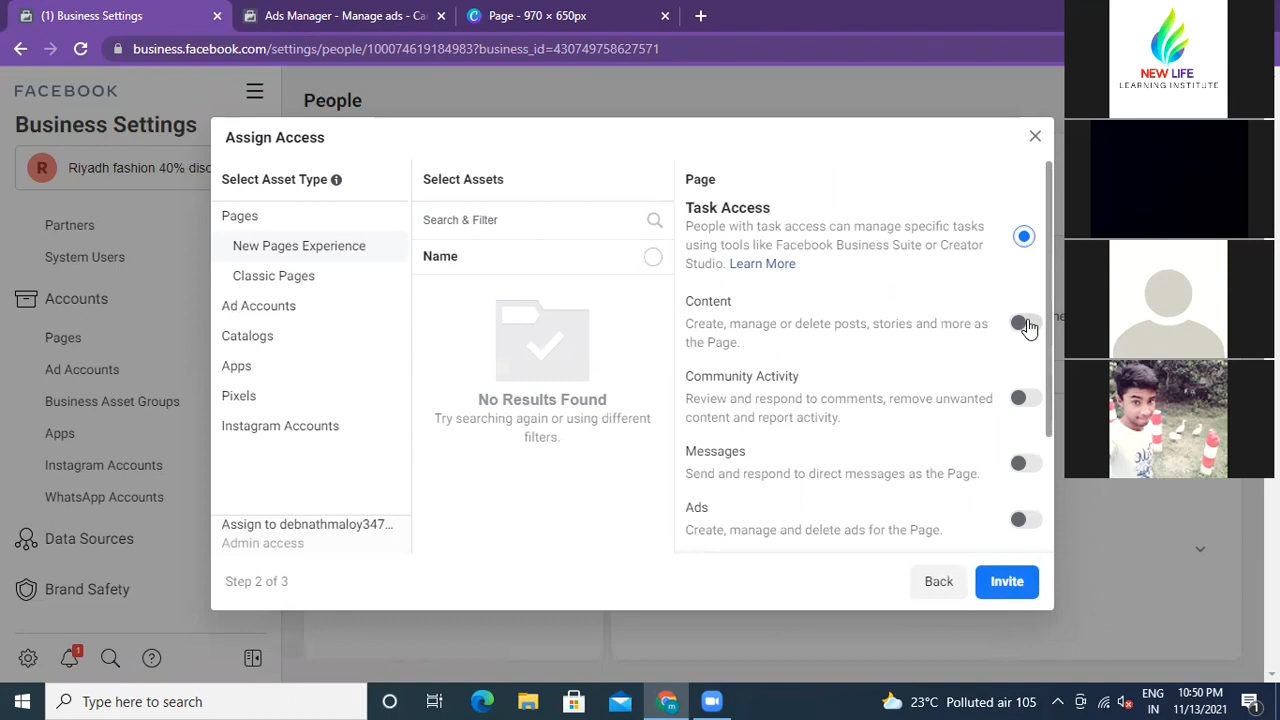 (1) Business Settings
Ads Manager - Manage ads - Ca
Page - 970 × 650px
business.facebook.com/settings/people/100074619184983?business_id=430749758627571
FACEBOOK
Business Settings
R
Riyadh fashion 40% disc
Partners
System Users
Accounts
Pages
Ad Accounts
Business Asset Groups
Apps
Instagram Accounts
WhatsApp Accounts
Data Sources
Brand Safety
1
People
Assign Access
Select Asset Type
Pages
New Pages Experience
Classic Pages
Ad Accounts
Catalogs
Apps
Pixels
Instagram Accounts
Assign to debnathmaloy347...
Admin access
Select Assets
Search & Filter
Name
No Results Found
Try searching again or using different
filters.
Page
Task Access
People with task access can manage specific tasks
using tools like Facebook Business Suite or Creator
Studio. Learn More
Content
Create, manage or delete posts, stories and more as
the Page.
Community Activity
Review and respond to comments, remove unwanted
content and report activity.
Messages
Send and respond to direct messages as the Page.
Ads
Create, manage and delete ads for the Page.
Step 2 of 3
Back
Invite
NEW LIFE
LEARNING INSTITUTE
Type here to search
23°C Polluted air 105
ENG
IN
10:50 PM
11/13/2021
1